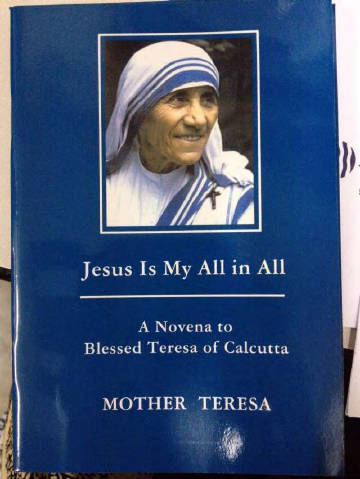 Jesus Is My All in All
A Novena to
Blessed Teresa of Calcutta
MOTHER TERESA